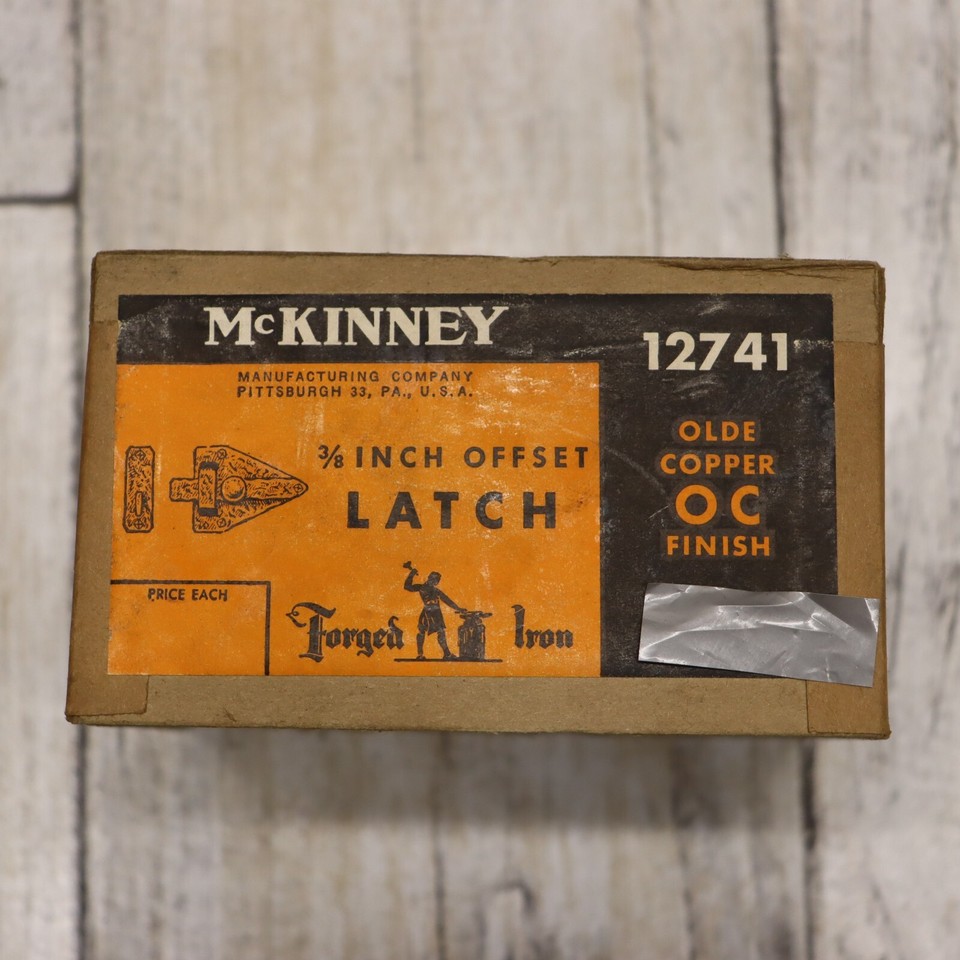 McKINNEY
MANUFACTURING COMPANY
PITTSBURGH 33, PA., U.S.A.
3/8 INCH OFFSET
LATCH
PRICE EACH
Forged Iron
12741
OLDE
COPPER
OC
FINISH